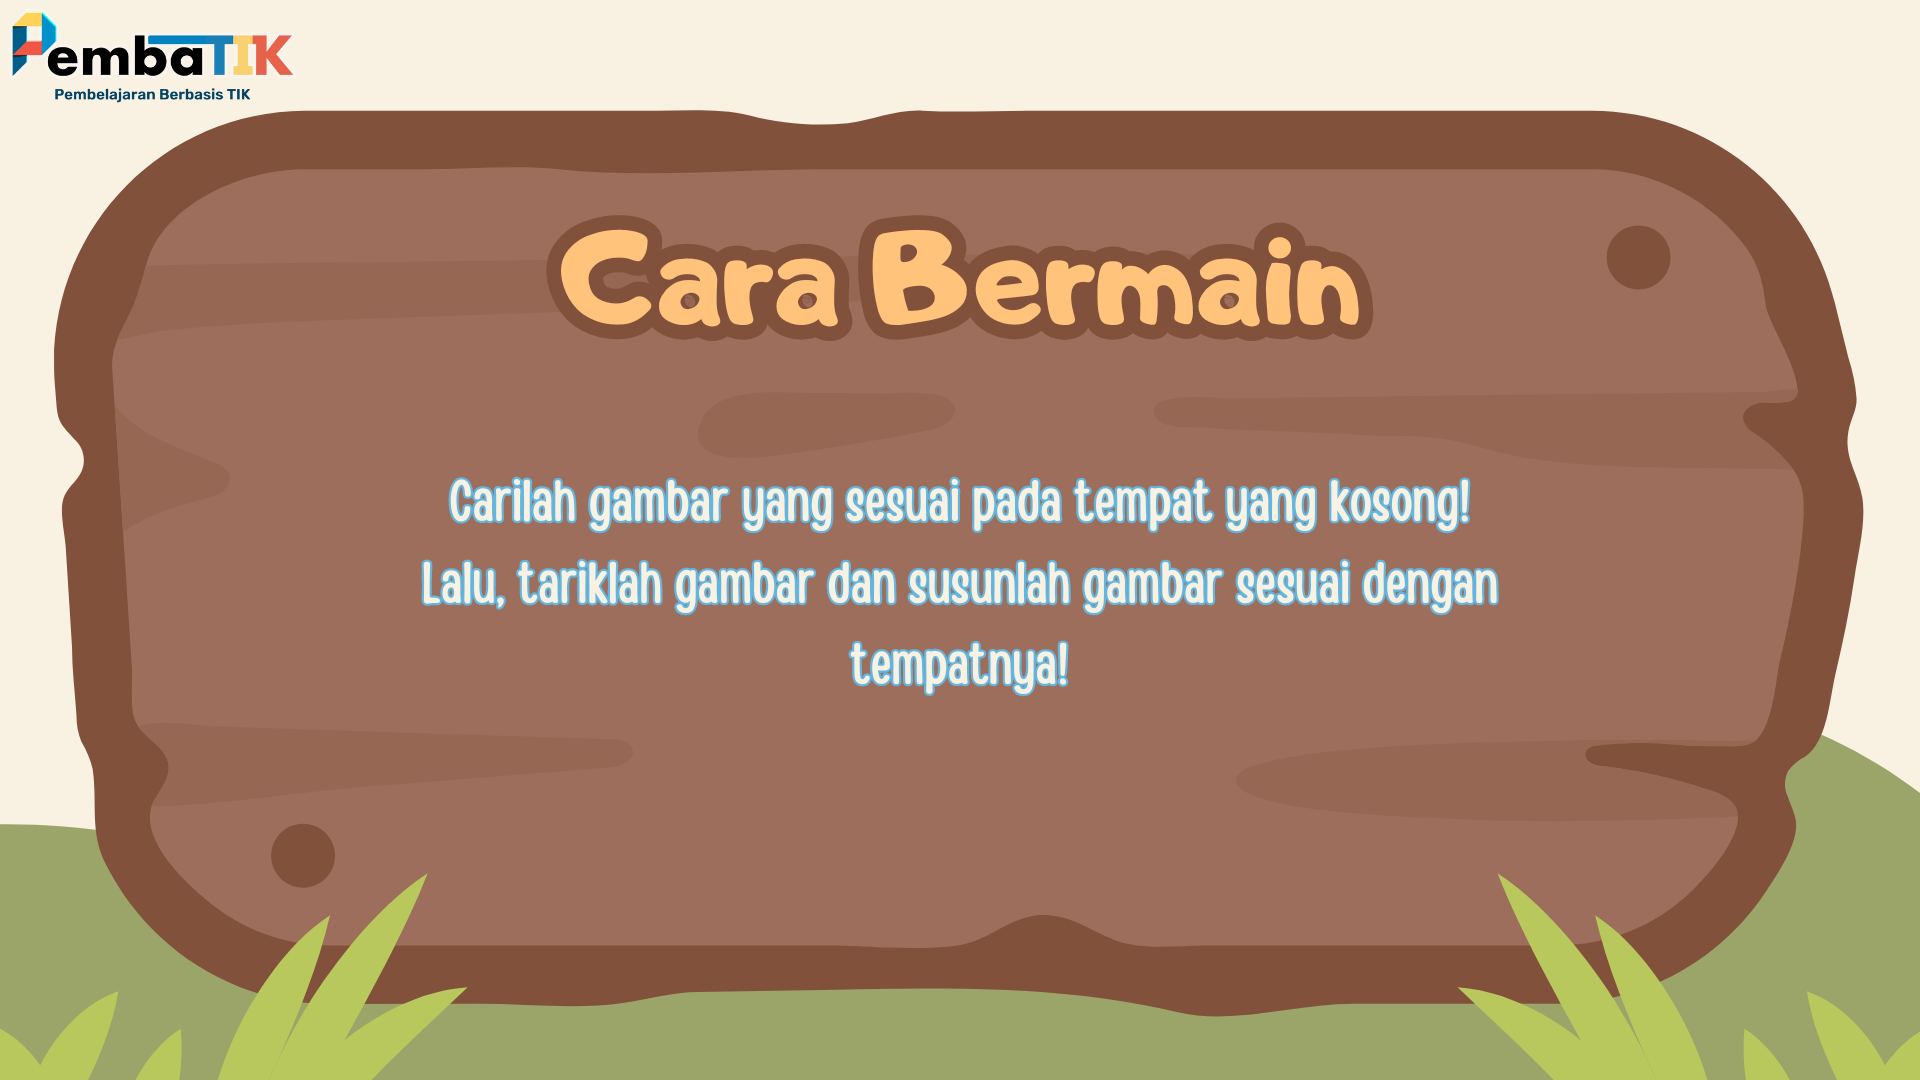 PembaTIK
Pembelajaran Berbasis TIK
Cara Bermain
Carilah gambar yang sesuai pada tempat yang kosong!
Lalu, tariklah gambar dan susunlah gambar sesuai dengan
tempatnya!